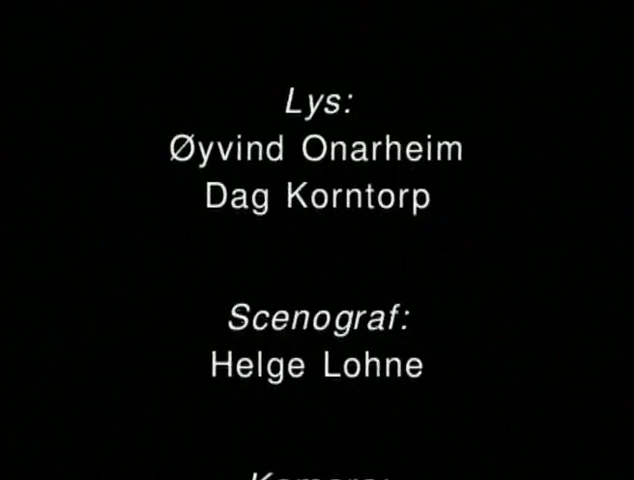 Lys:
Øyvind Onarheim
Dag Korntorp
Scenograf:
Helge Lohne